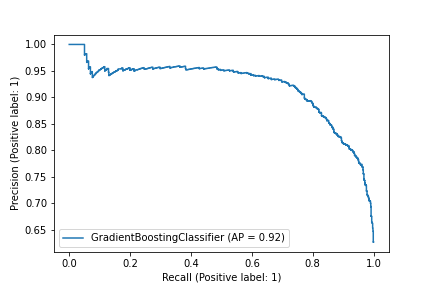 1.00
0.95
0.90
0.85
0.80
0.75
0.70
0.65
Precision (Positive label: 1)
GradientBoostingClassifier (AP = 0.92)
0.0 0.2 0.4 0.6 0.8 1.0
Recall (Positive label: 1)